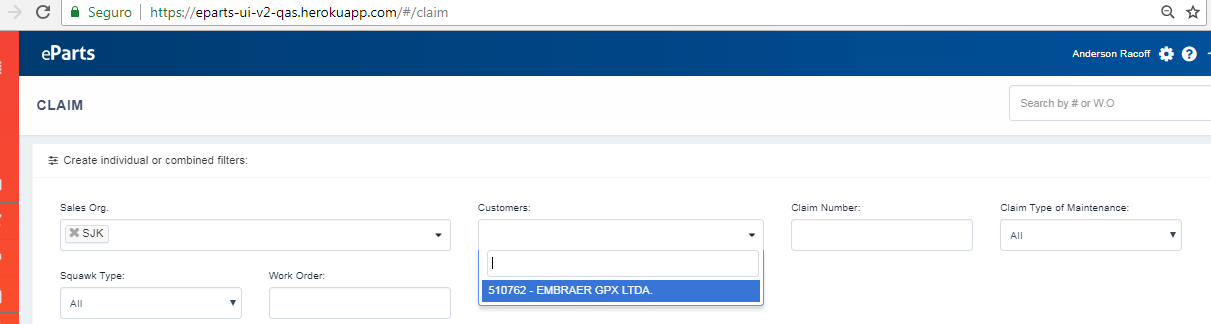 Seguro https://eparts-ui-v2-qas.herokuapp.com/#/claim
eParts
Anderson Racoff
CLAIM
Search by # or W.O
Create individual or combined filters:
Sales Org.
Customers:
Claim Number:
Claim Type of Maintenance:
SJK
All
510762 - EMBRAER GPX LTDA.
Squawk Type:
Work Order:
All